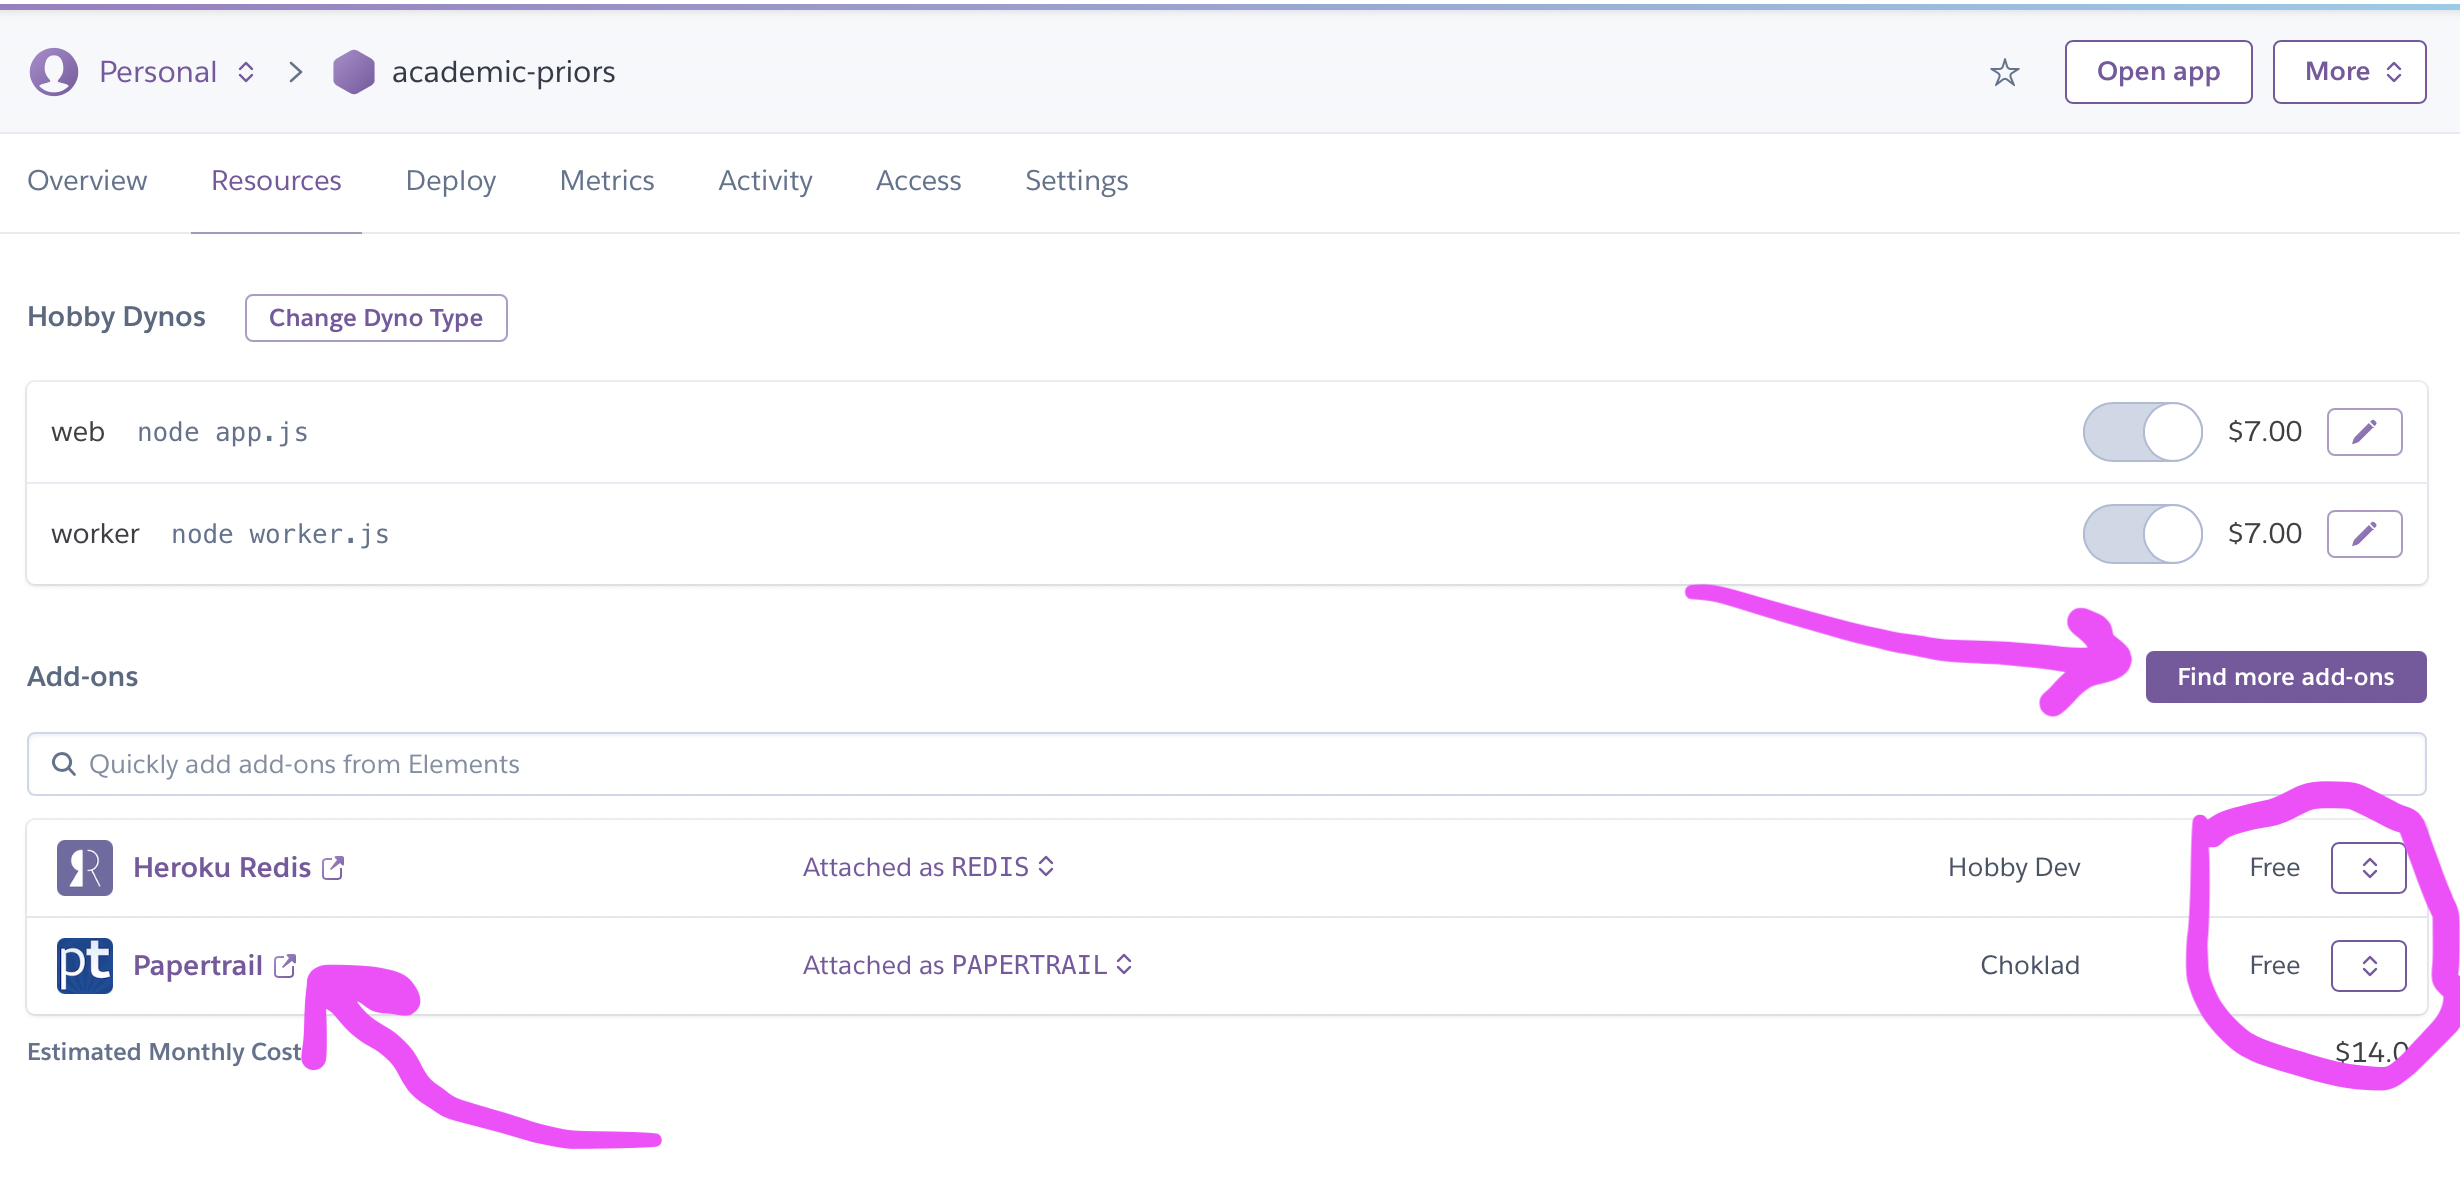 Personal academic-priors Open app More
Overview Resources Deploy Metrics Activity Access Settings
Hobby Dynos Change Dyno Type
web node app.js $7.00
worker node worker.js $7.00
Add-ons Find more add-ons
Quickly add add-ons from Elements
R Heroku Redis Attached as REDIS Hobby Dev Free
pt Papertrail Attached as PAPERTRAIL Choklad Free
Estimated Monthly Cost $14.0